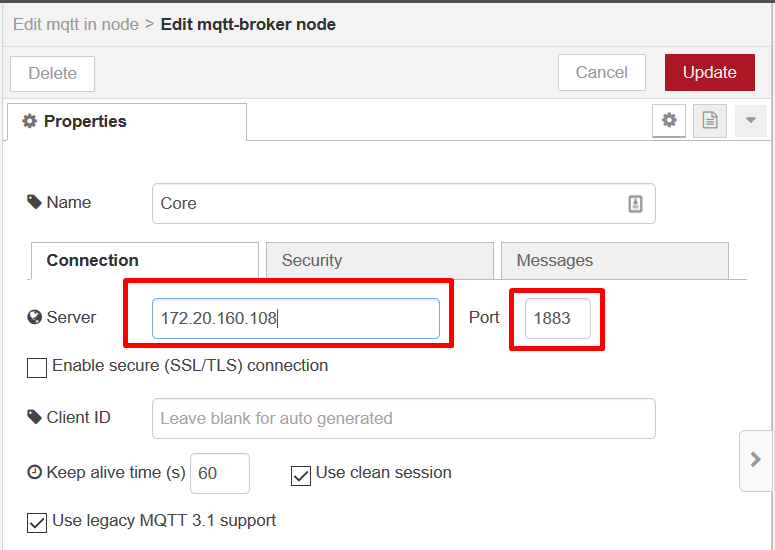 Edit mqtt in node > Edit mqtt-broker node
Delete Cancel Update
Properties
Name Core
Connection Security Messages
Server 172.20.160.108 Port 1883
Enable secure (SSL/TLS) connection
Client ID Leave blank for auto generated
Keep alive time (s) 60 Use clean session
Use legacy MQTT 3.1 support